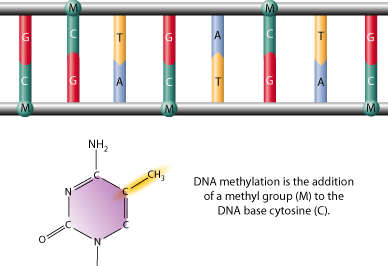 M M
G C T G A C T
C G A C T G A
M M M
NH2
C CH3
N C
C C
O N
DNA methylation is the addition
of a methyl group (M) to the
DNA base cytosine (C).